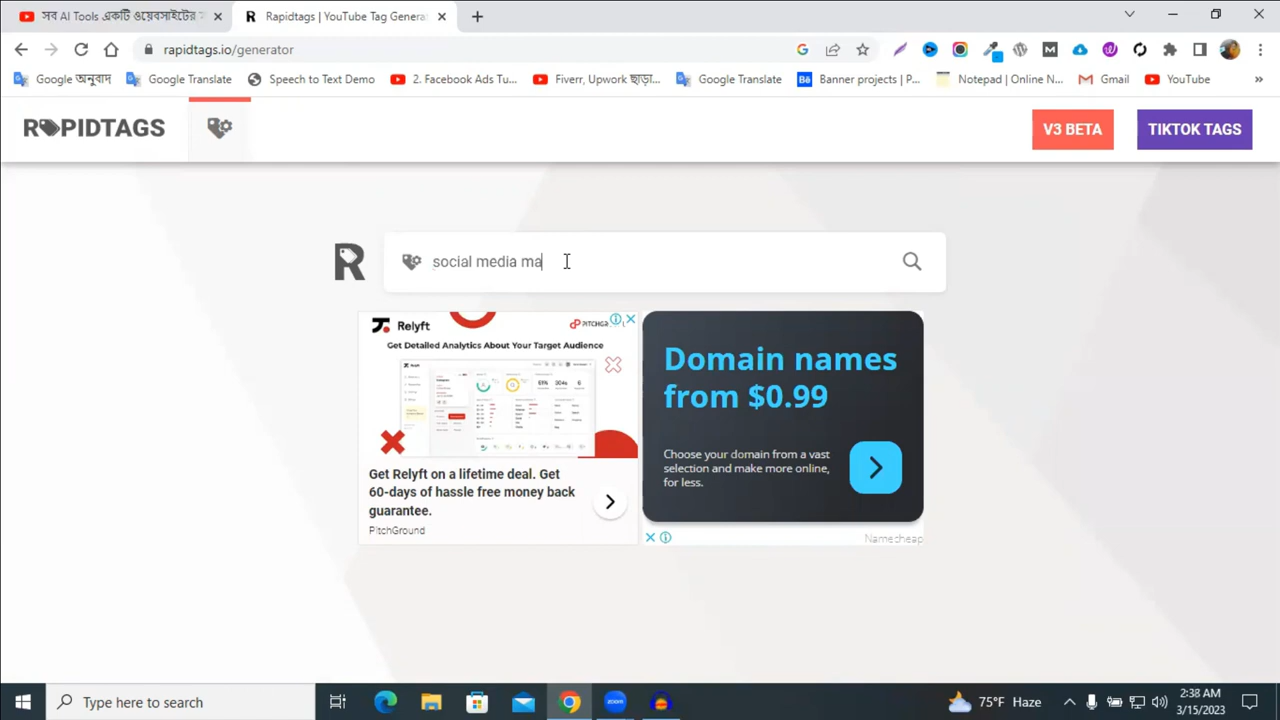 সব AI Tools একটি ওয়েবসাইটের
Rapidtags | YouTube Tag Genera
rapidtags.io/generator
Google অনুবাদ
Google Translate
Speech to Text Demo
2. Facebook Ads Tu...
Fiverr, Upwork ছাড়া...
Google Translate
Banner projects | P...
Notepad | Online N...
Gmail
YouTube
RAPIDTAGS
V3 BETA
TIKTOK TAGS
social media ma
Relyft
PITCHGR
Get Detailed Analytics About Your Target Audience
Get Relyft on a lifetime deal. Get
60-days of hassle free money back
guarantee.
PitchGround
Domain names
from $0.99
Choose your domain from a vast
selection and make more online,
for less.
Namecheap
Type here to search
zoom
75°F Haze
2:38 AM
3/15/2023